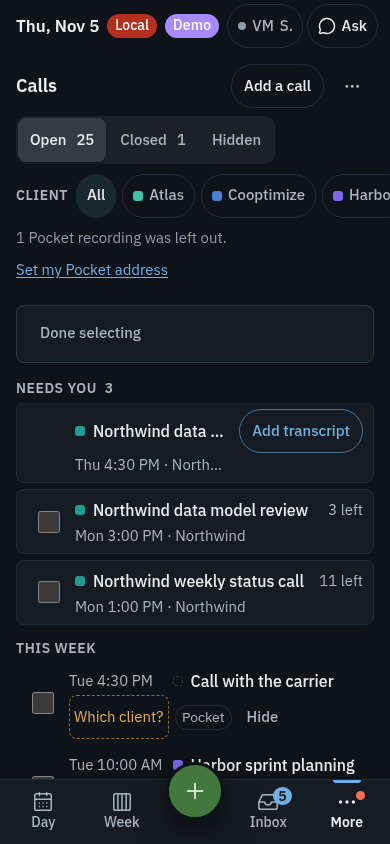 Thu, Nov 5 Local Demo VM S. Ask
Calls Add a call ...
Open 25 Closed 1 Hidden
CLIENT All Atlas Cooptimize Harbo
1 Pocket recording was left out.
Set my Pocket address
Done selecting
NEEDS YOU 3
Northwind data ... Add transcript
Thu 4:30 PM · North...
Northwind data model review 3 left
Mon 3:00 PM · Northwind
Northwind weekly status call 11 left
Mon 1:00 PM · Northwind
THIS WEEK
Tue 4:30 PM Call with the carrier
Which client? Pocket Hide
Tue 10:00 AM Harbor sprint planning
5
Day Week Inbox More